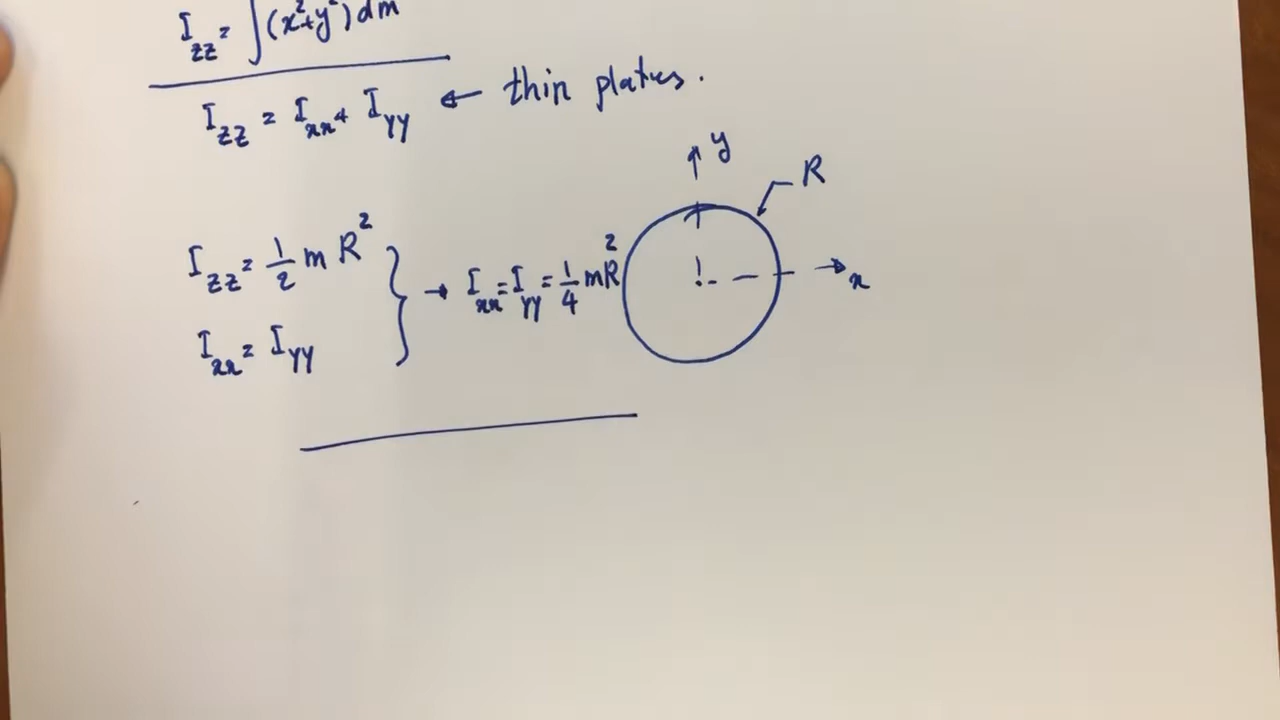 I_zz = ∫(x²+y²)dm
I_zz = I_xx + I_yy ← thin plates.
y
R
I_zz = 1/2 m R²
→ I_xx = I_yy = 1/4 mR²
x
I_xx = I_yy